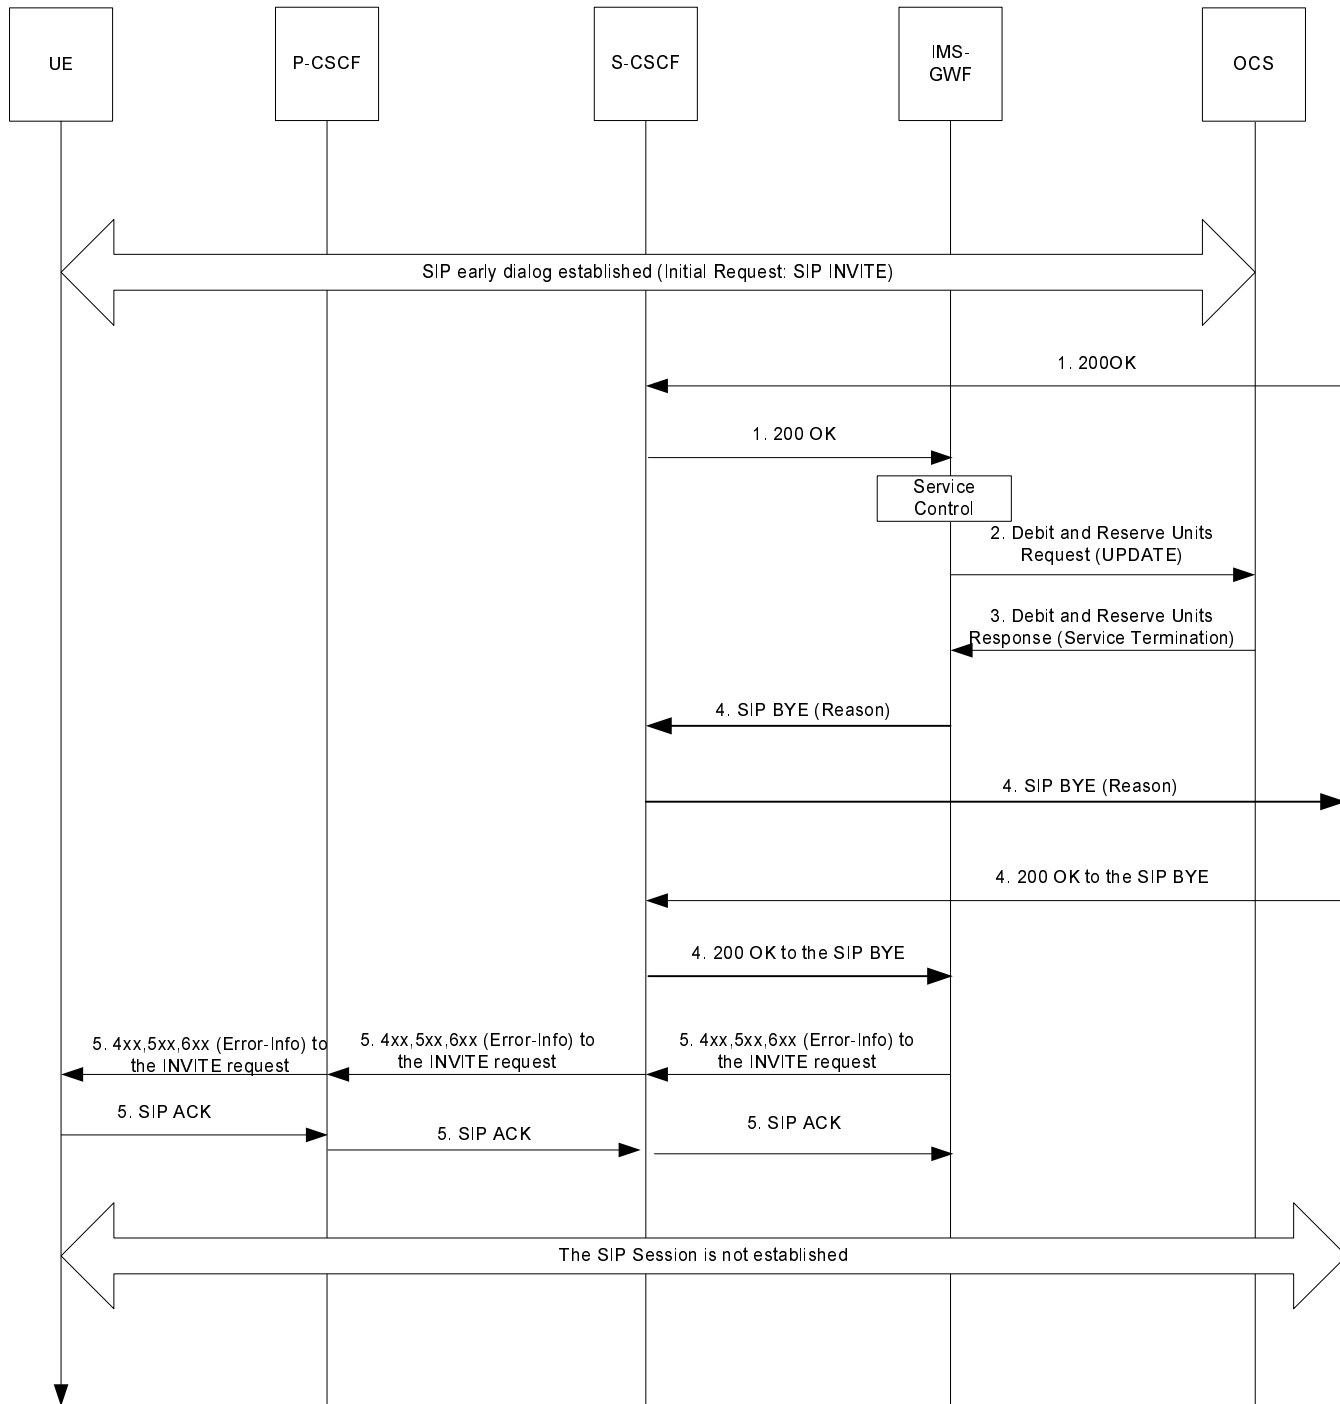 UE
P-CSCF
S-CSCF
IMS-
GWF
OCS
SIP early dialog established (Initial Request: SIP INVITE)
1. 200OK
1. 200 OK
Service
Control
2. Debit and Reserve Units
Request (UPDATE)
3. Debit and Reserve Units
Response (Service Termination)
4. SIP BYE (Reason)
4. SIP BYE (Reason)
4. 200 OK to the SIP BYE
4. 200 OK to the SIP BYE
5. 4xx,5xx,6xx (Error-Info) to
the INVITE request
5. 4xx,5xx,6xx (Error-Info) to
the INVITE request
5. 4xx,5xx,6xx (Error-Info) to
the INVITE request
5. SIP ACK
5. SIP ACK
5. SIP ACK
The SIP Session is not established